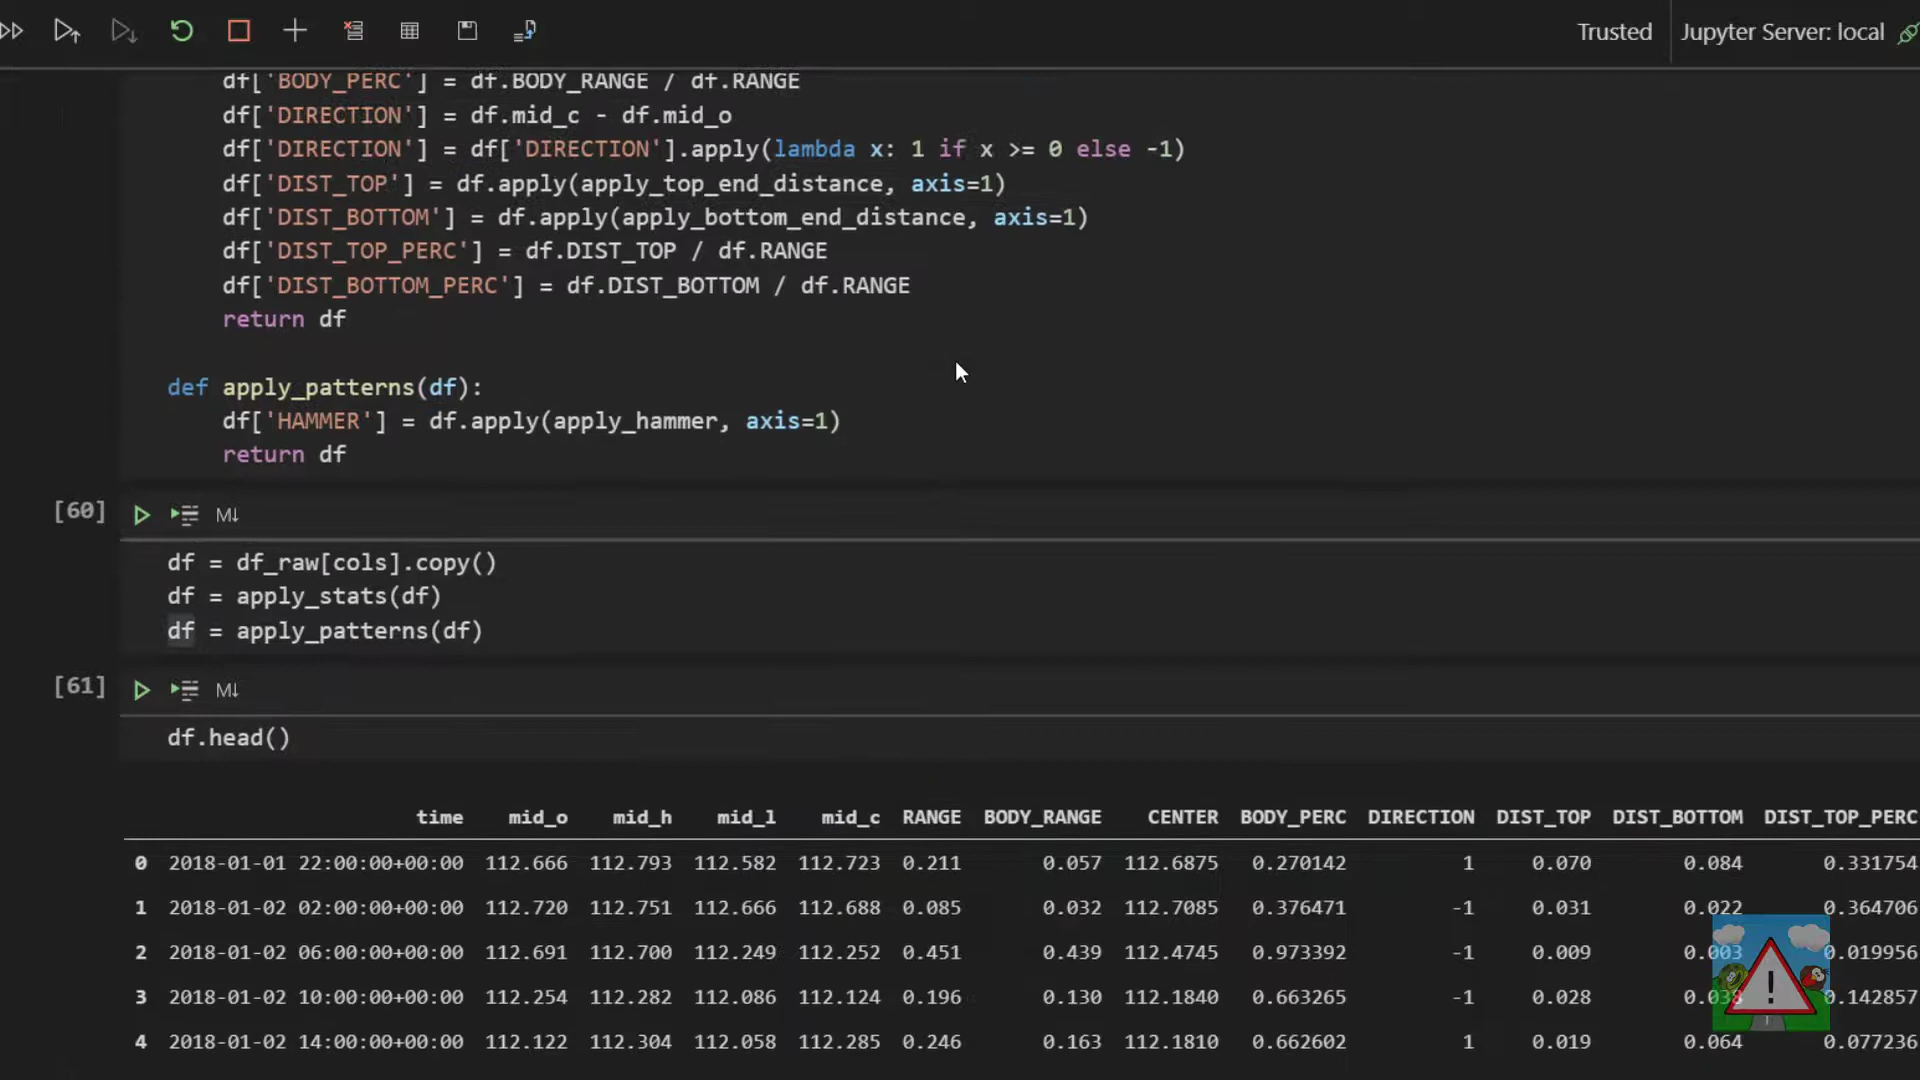 Trusted
Jupyter Server: local
df['BODY_PERC'] = df.BODY_RANGE / df.RANGE
df['DIRECTION'] = df.mid_c - df.mid_o
df['DIRECTION'] = df['DIRECTION'].apply(lambda x: 1 if x >= 0 else -1)
df['DIST_TOP'] = df.apply(apply_top_end_distance, axis=1)
df['DIST_BOTTOM'] = df.apply(apply_bottom_end_distance, axis=1)
df['DIST_TOP_PERC'] = df.DIST_TOP / df.RANGE
df['DIST_BOTTOM_PERC'] = df.DIST_BOTTOM / df.RANGE
return df
def apply_patterns(df):
df['HAMMER'] = df.apply(apply_hammer, axis=1)
return df
[60] M↓
df = df_raw[cols].copy()
df = apply_stats(df)
df = apply_patterns(df)
[61] M↓
df.head()
time mid_o mid_h mid_l mid_c RANGE BODY_RANGE CENTER BODY_PERC DIRECTION DIST_TOP DIST_BOTTOM DIST_TOP_PERC
0 2018-01-01 22:00:00+00:00 112.666 112.793 112.582 112.723 0.211 0.057 112.6875 0.270142 1 0.070 0.084 0.331754
1 2018-01-02 02:00:00+00:00 112.720 112.751 112.666 112.688 0.085 0.032 112.7085 0.376471 -1 0.031 0.022 0.364706
2 2018-01-02 06:00:00+00:00 112.691 112.700 112.249 112.252 0.451 0.439 112.4745 0.973392 -1 0.009 0.003 0.019956
3 2018-01-02 10:00:00+00:00 112.254 112.282 112.086 112.124 0.196 0.130 112.1840 0.663265 -1 0.028 0.038 0.142857
4 2018-01-02 14:00:00+00:00 112.122 112.304 112.058 112.285 0.246 0.163 112.1810 0.662602 1 0.019 0.064 0.077236
!